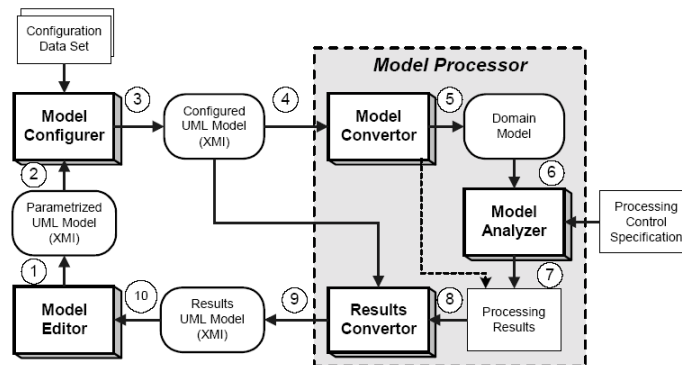 Configuration
Data Set
Model Processor
3
4
5
Model
Configurer
Configured
UML Model
(XMI)
Model
Convertor
Domain
Model
2
6
Parametrized
UML Model
(XMI)
Model
Analyzer
Processing
Control
Specification
1
7
10
9
8
Model
Editor
Results
UML Model
(XMI)
Results
Convertor
Processing
Results